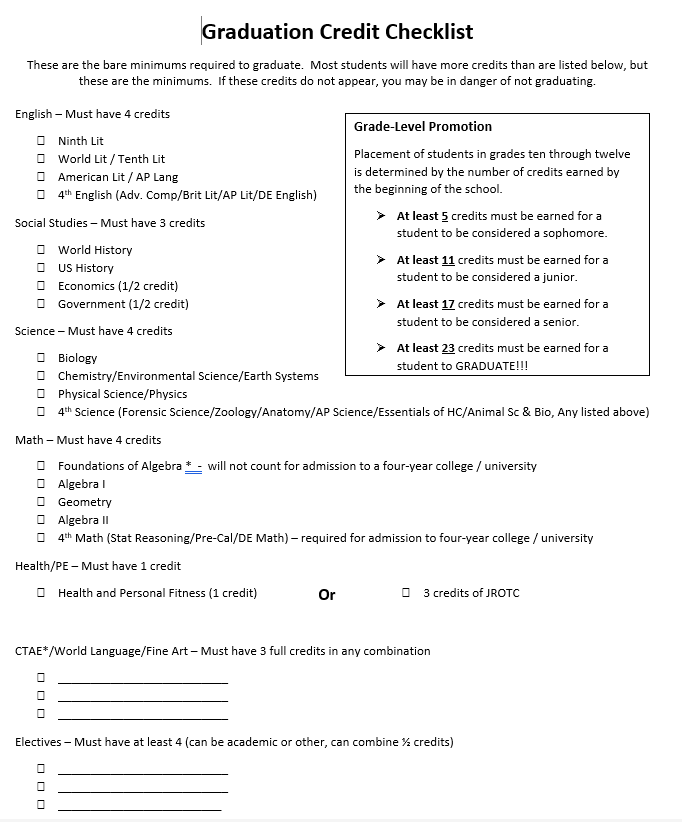 Graduation Credit Checklist
These are the bare minimums required to graduate.  Most students will have more credits than are listed below, but
these are the minimums.  If these credits do not appear, you may be in danger of not graduating.
English – Must have 4 credits
☐ Ninth Lit
☐ World Lit / Tenth Lit
☐ American Lit / AP Lang
☐ 4th English (Adv. Comp/Brit Lit/AP Lit/DE English)
Social Studies – Must have 3 credits
☐ World History
☐ US History
☐ Economics (1/2 credit)
☐ Government (1/2 credit)
Science – Must have 4 credits
☐ Biology
☐ Chemistry/Environmental Science/Earth Systems
☐ Physical Science/Physics
☐ 4th Science (Forensic Science/Zoology/Anatomy/AP Science/Essentials of HC/Animal Sc & Bio, Any listed above)
Grade-Level Promotion
Placement of students in grades ten through twelve
is determined by the number of credits earned by
the beginning of the school.
➢ At least 5 credits must be earned for a
student to be considered a sophomore.
➢ At least 11 credits must be earned for a
student to be considered a junior.
➢ At least 17 credits must be earned for a
student to be considered a senior.
➢ At least 23 credits must be earned for a
student to GRADUATE!!!
Math – Must have 4 credits
☐ Foundations of Algebra * - will not count for admission to a four-year college / university
☐ Algebra I
☐ Geometry
☐ Algebra II
☐ 4th Math (Stat Reasoning/Pre-Cal/DE Math) – required for admission to four-year college / university
Health/PE – Must have 1 credit
☐ Health and Personal Fitness (1 credit) Or ☐ 3 credits of JROTC
CTAE*/World Language/Fine Art – Must have 3 full credits in any combination
☐ __________________________
☐ __________________________
☐ __________________________
Electives – Must have at least 4 (can be academic or other, can combine ½ credits)
☐ __________________________
☐ __________________________
☐ _________________________